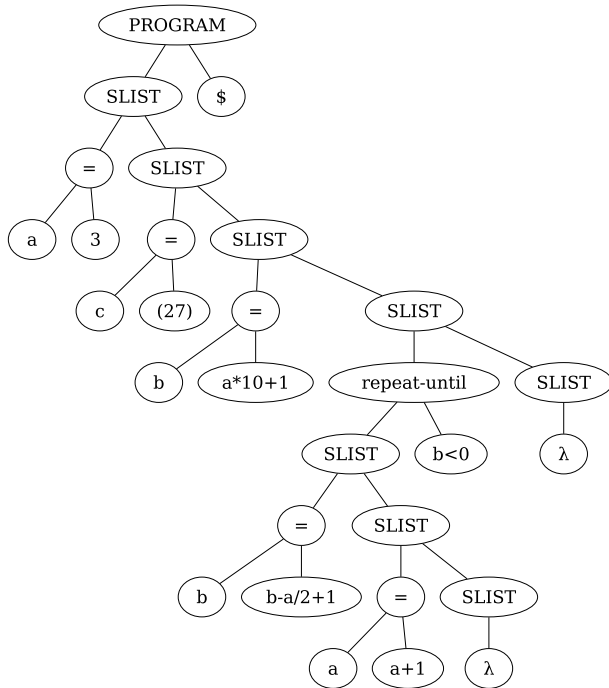 PROGRAM
SLIST $
= SLIST
a 3 = SLIST
c (27) = SLIST
b a*10+1 repeat-until SLIST
SLIST b<0 λ
= SLIST
b b-a/2+1 = SLIST
a a+1 λ